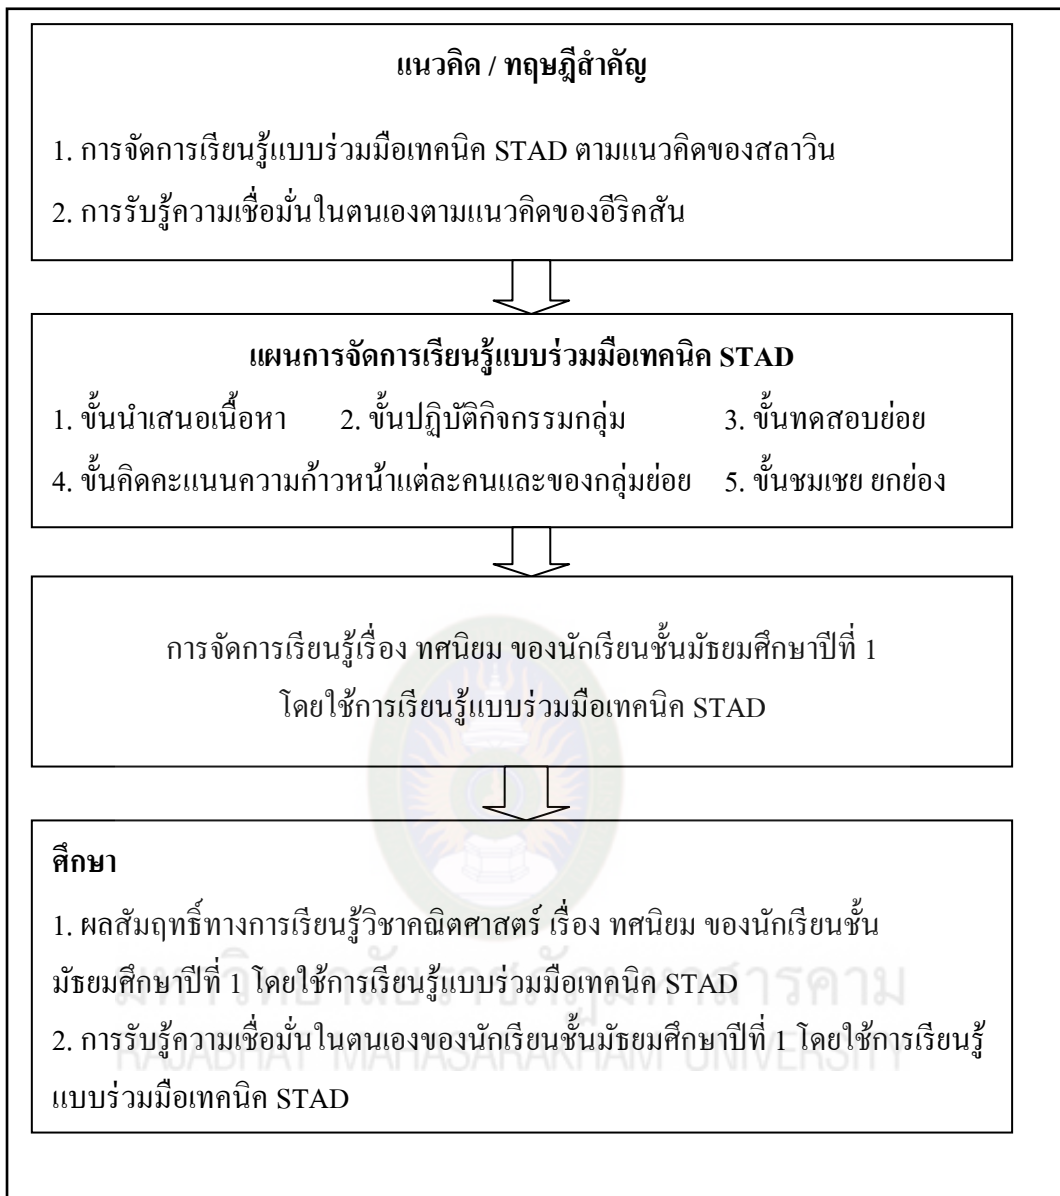 แนวคิด / ทฤษฎีสำคัญ
1. การจัดการเรียนรู้แบบร่วมมือเทคนิค STAD ตามแนวคิดของสลาวิน
2. การรับรู้ความเชื่อมั่นในตนเองตามแนวคิดของอีริคสัน
แผนการจัดการเรียนรู้แบบร่วมมือเทคนิค STAD
1. ขั้นนำเสนอเนื้อหา 2. ขั้นปฏิบัติกิจกรรมกลุ่ม 3. ขั้นทดสอบย่อย
4. ขั้นคิดคะแนนความก้าวหน้าแต่ละคนและของกลุ่มย่อย 5. ขั้นชมเชย ยกย่อง
การจัดการเรียนรู้เรื่อง ทศนิยม ของนักเรียนชั้นมัธยมศึกษาปีที่ 1
โดยใช้การเรียนรู้แบบร่วมมือเทคนิค STAD
ศึกษา
1. ผลสัมฤทธิ์ทางการเรียนรู้วิชาคณิตศาสตร์ เรื่อง ทศนิยม ของนักเรียนชั้น
มัธยมศึกษาปีที่ 1 โดยใช้การเรียนรู้แบบร่วมมือเทคนิค STAD
มหาวิทยาลัยราชภัฏมหาสารคาม
2. การรับรู้ความเชื่อมั่นในตนเองของนักเรียนชั้นมัธยมศึกษาปีที่ 1 โดยใช้การเรียนรู้
RAJABHAT MAHASARAKHAM UNIVERSITY
แบบร่วมมือเทคนิค STAD